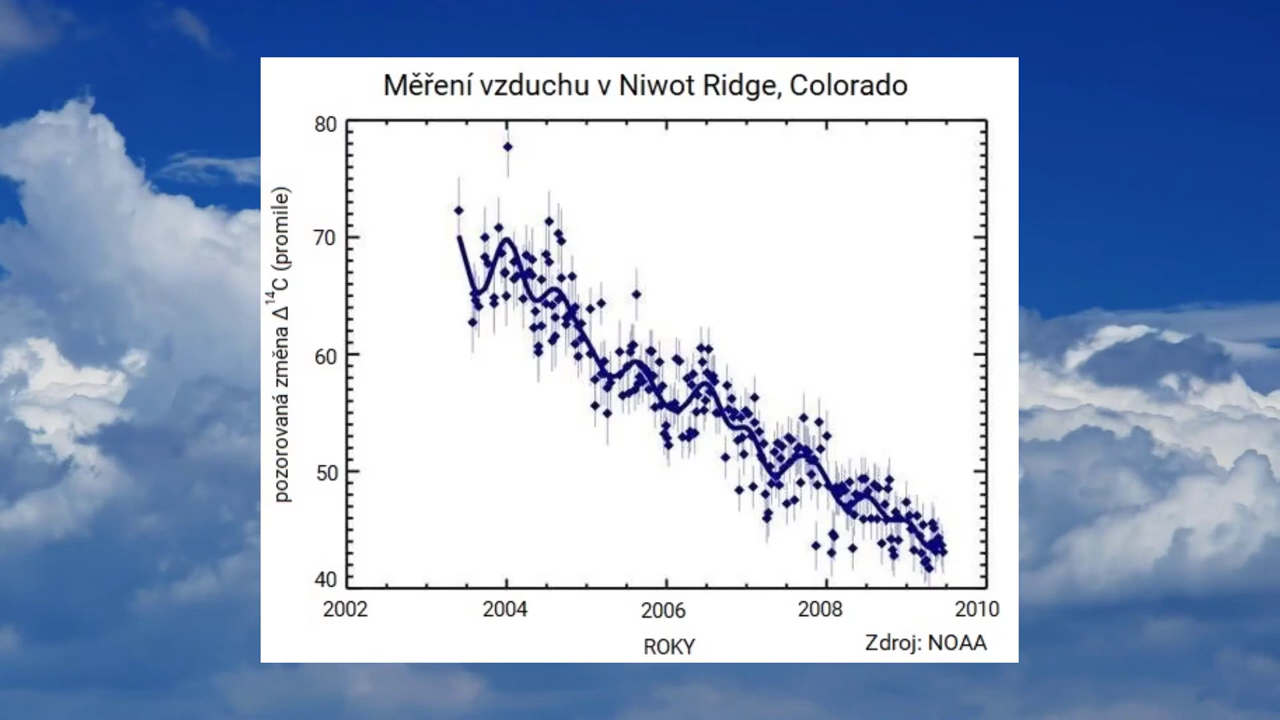 Měření vzduchu v Niwot Ridge, Colorado
pozorovaná změna Δ¹⁴C (promile)
80
70
60
50
40
2002 2004 2006 2008 2010
ROKY
Zdroj: NOAA